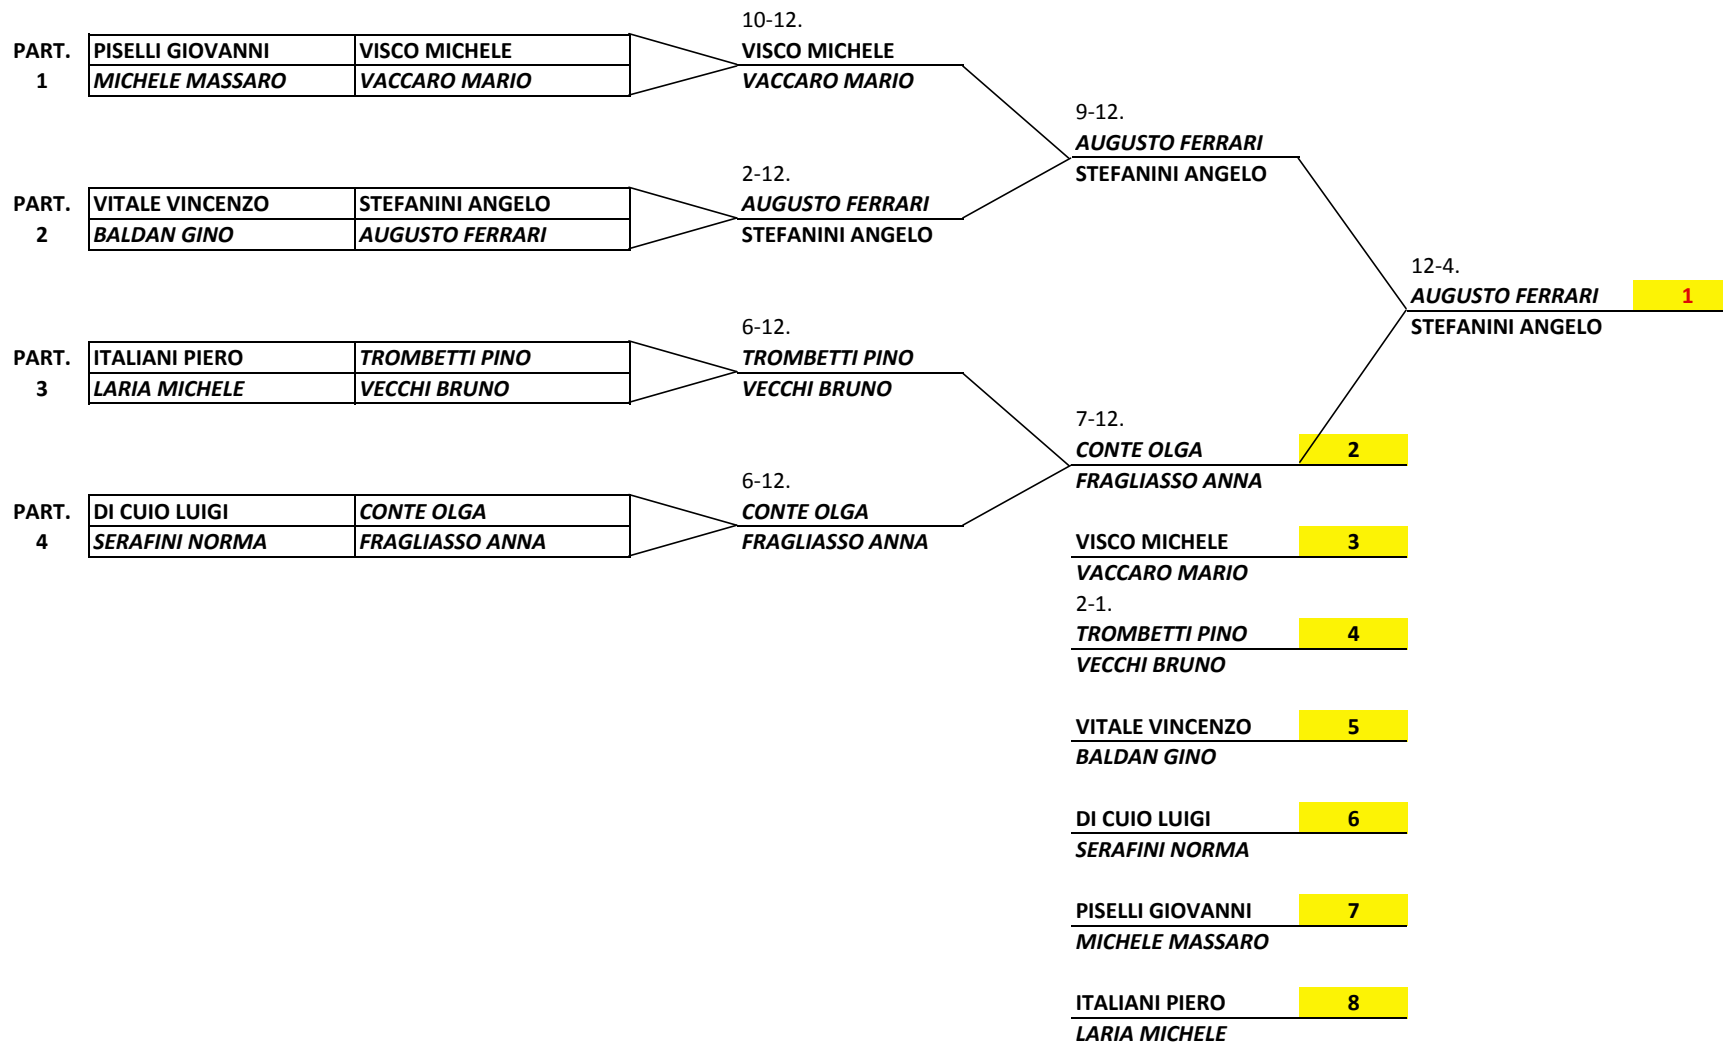 10-12.
PART. PISELLI GIOVANNI VISCO MICHELE VISCO MICHELE
1 MICHELE MASSARO VACCARO MARIO VACCARO MARIO
9-12.
AUGUSTO FERRARI
2-12. STEFANINI ANGELO
PART. VITALE VINCENZO STEFANINI ANGELO AUGUSTO FERRARI
2 BALDAN GINO AUGUSTO FERRARI STEFANINI ANGELO
12-4.
AUGUSTO FERRARI 1
6-12. STEFANINI ANGELO
PART. ITALIANI PIERO TROMBETTI PINO TROMBETTI PINO
3 LARIA MICHELE VECCHI BRUNO VECCHI BRUNO
7-12.
CONTE OLGA 2
6-12. FRAGLIASSO ANNA
PART. DI CUIO LUIGI CONTE OLGA CONTE OLGA
4 SERAFINI NORMA FRAGLIASSO ANNA FRAGLIASSO ANNA VISCO MICHELE 3
VACCARO MARIO
2-1.
TROMBETTI PINO 4
VECCHI BRUNO
VITALE VINCENZO 5
BALDAN GINO
DI CUIO LUIGI 6
SERAFINI NORMA
PISELLI GIOVANNI 7
MICHELE MASSARO
ITALIANI PIERO 8
LARIA MICHELE